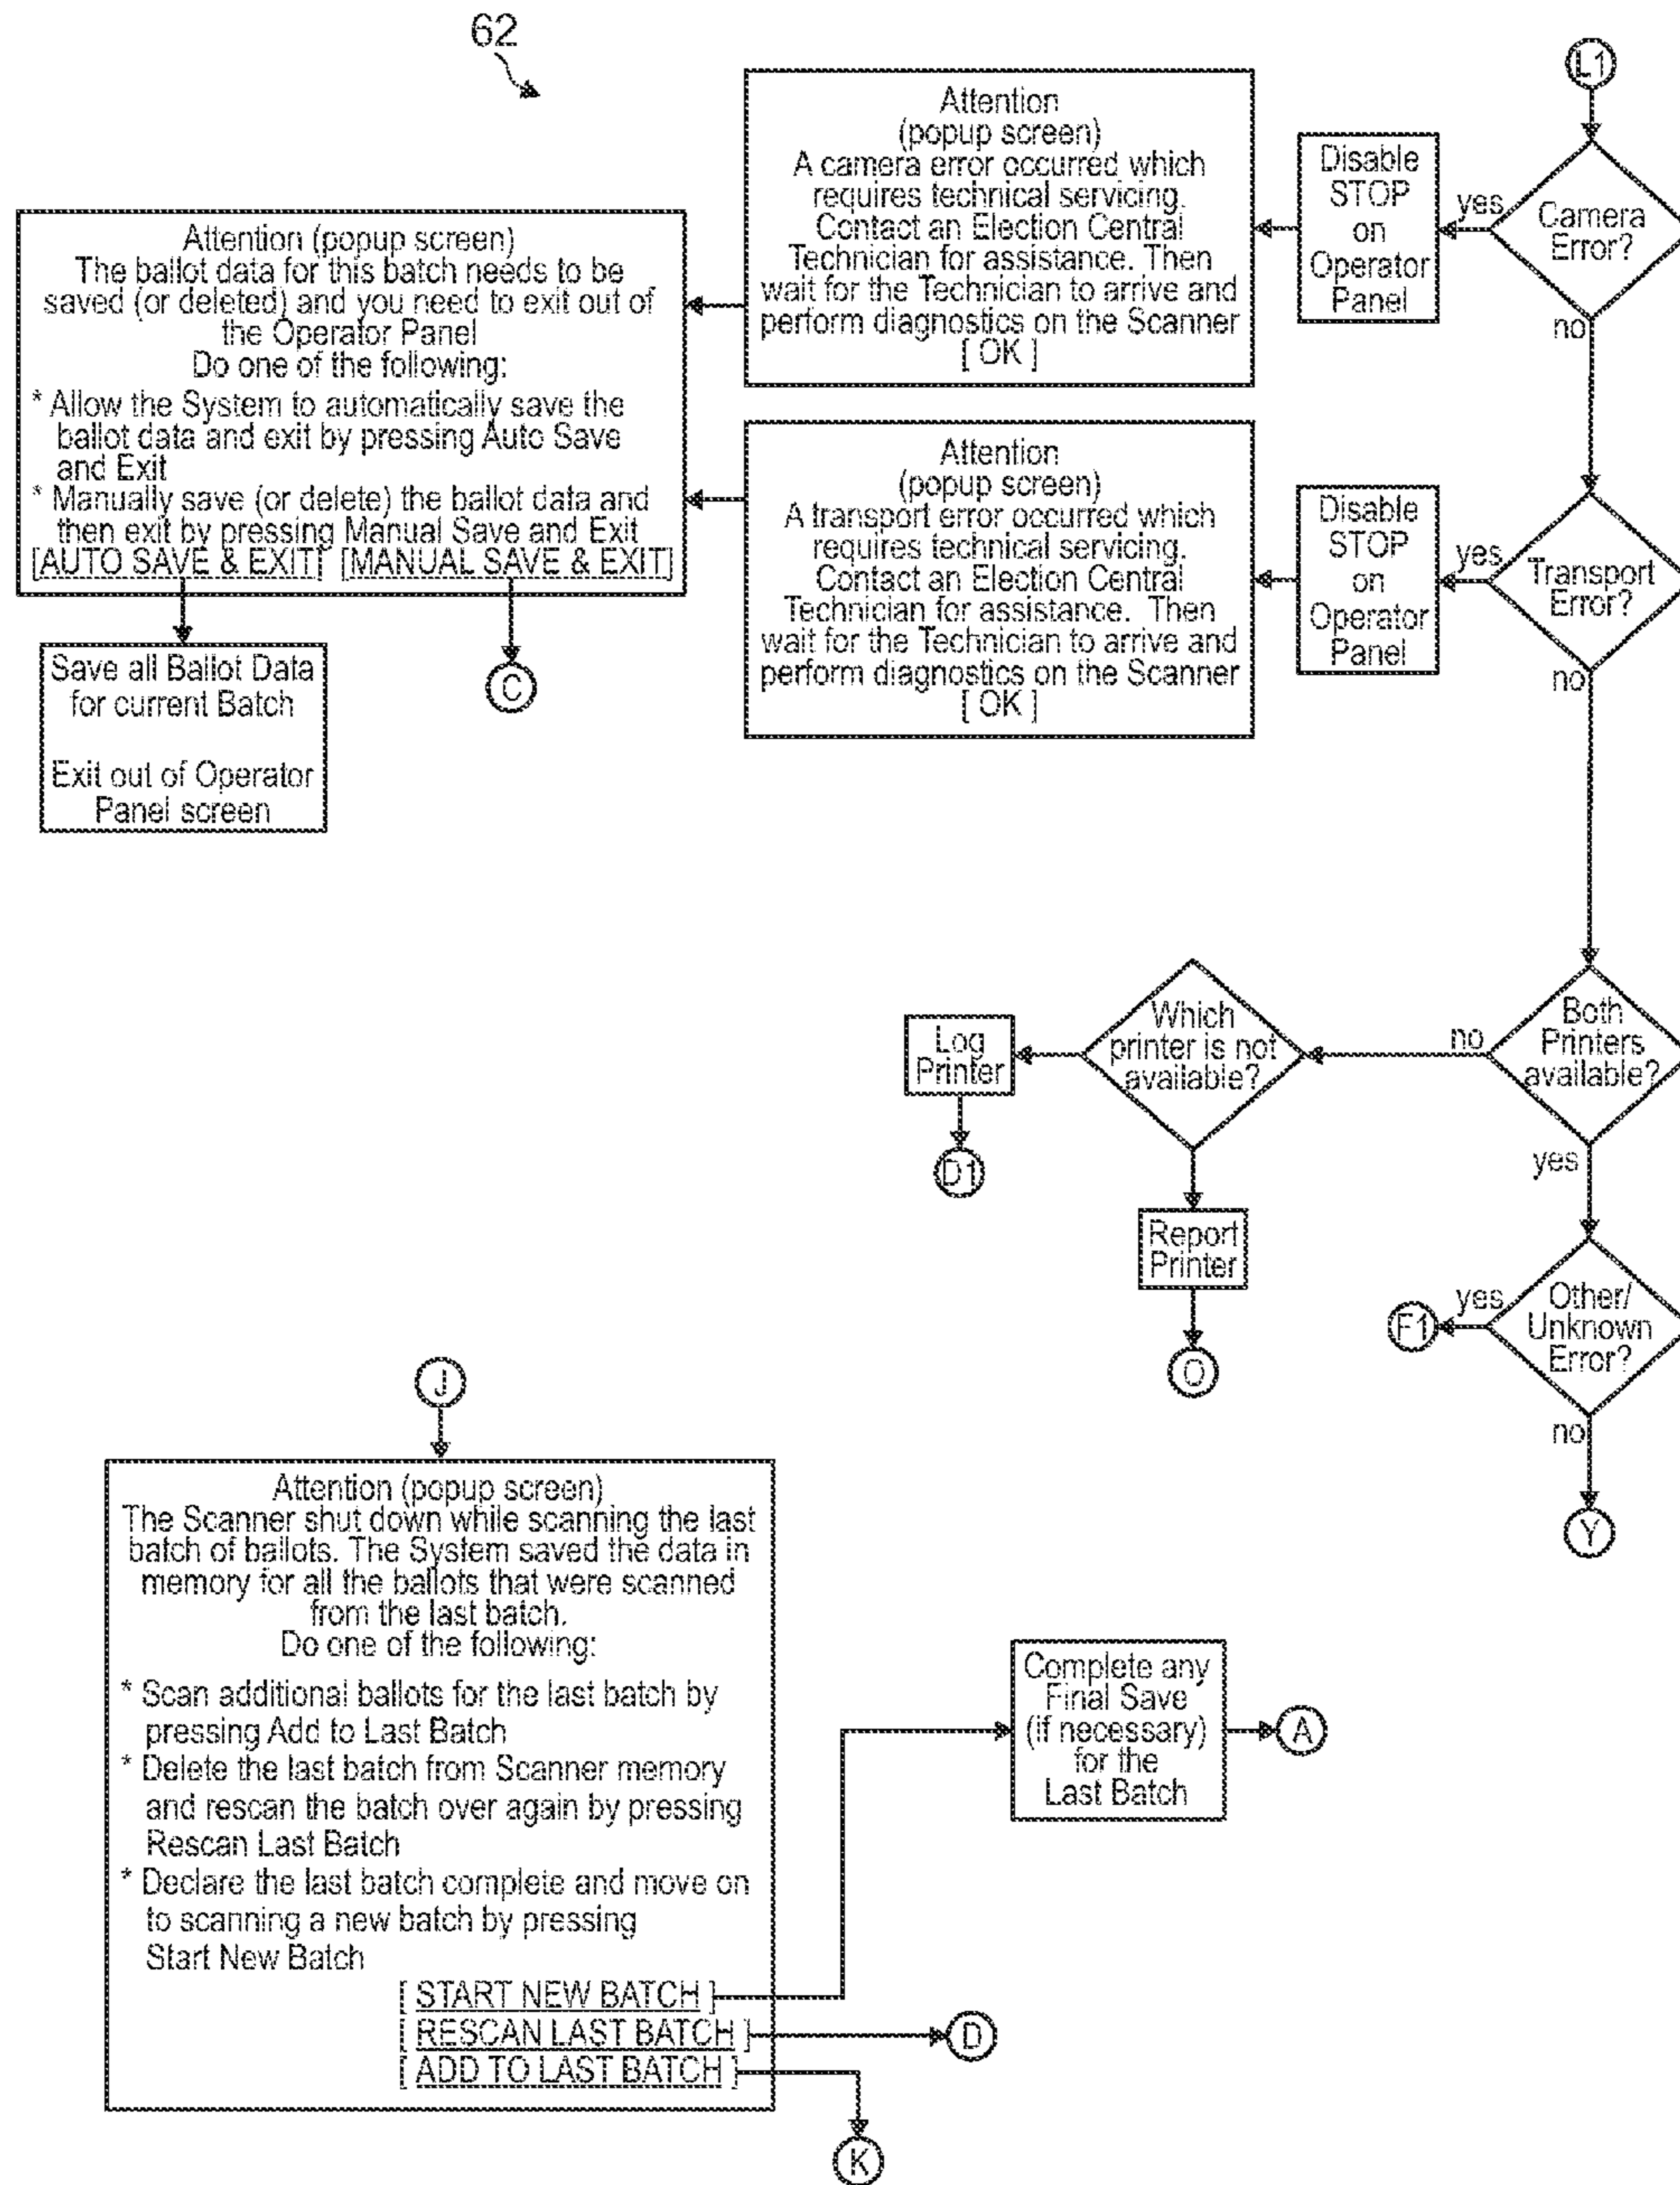 62
L1
Attention
(popup screen)
A camera error occurred which
requires technical servicing.
Contact an Election Central
Technician for assistance. Then
wait for the Technician to arrive and
perform diagnostics on the Scanner
[ OK ]
Disable
STOP
on
Operator
Panel
yes
Camera
Error?
no
Attention (popup screen)
The ballot data for this batch needs to be
saved (or deleted) and you need to exit out of
the Operator Panel
Do one of the following:
* Allow the System to automatically save the
ballot data and exit by pressing Auto Save
and Exit
* Manually save (or delete) the ballot data and
then exit by pressing Manual Save and Exit
[AUTO SAVE & EXIT] [MANUAL SAVE & EXIT]
Attention
(popup screen)
A transport error occurred which
requires technical servicing.
Contact an Election Central
Technician for assistance. Then
wait for the Technician to arrive and
perform diagnostics on the Scanner
[ OK ]
Disable
STOP
on
Operator
Panel
yes
Transport
Error?
no
Save all Ballot Data
for current Batch
Exit out of Operator
Panel screen
C
Log
Printer
D1
Which
printer is not
available?
no
Both
Printers
available?
yes
Report
Printer
O
F1
yes
Other/
Unknown
Error?
no
Y
J
Attention (popup screen)
The Scanner shut down while scanning the last
batch of ballots. The System saved the data in
memory for all the ballots that were scanned
from the last batch.
Do one of the following:
* Scan additional ballots for the last batch by
pressing Add to Last Batch
* Delete the last batch from Scanner memory
and rescan the batch over again by pressing
Rescan Last Batch
* Declare the last batch complete and move on
to scanning a new batch by pressing
Start New Batch
[ START NEW BATCH ]
[ RESCAN LAST BATCH ]
[ ADD TO LAST BATCH ]
Complete any
Final Save
(if necessary)
for the
Last Batch
A
D
K